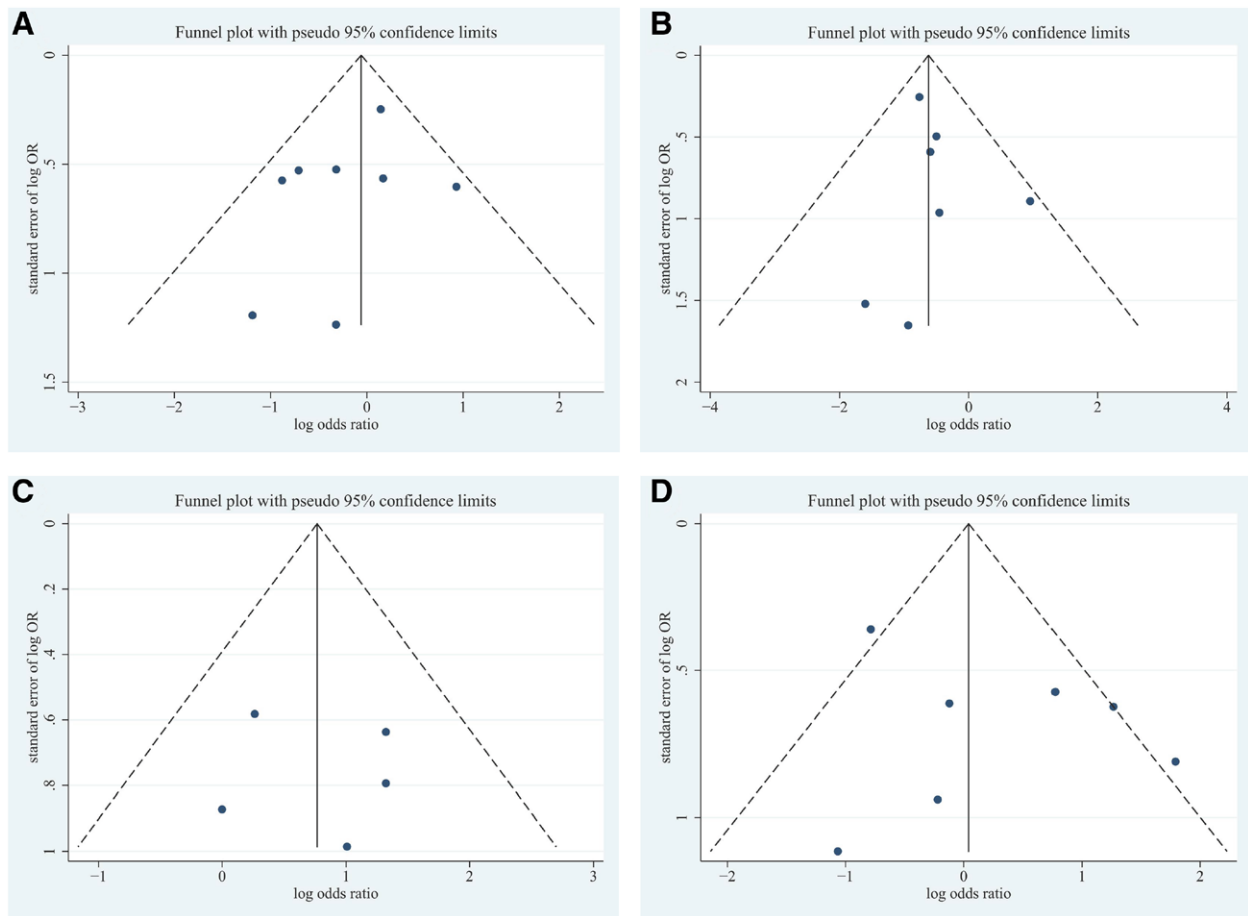 A
Funnel plot with pseudo 95% confidence limits
standard error of log OR
0
.5
1
1.5
−3 −2 −1 0 1 2
log odds ratio
B
Funnel plot with pseudo 95% confidence limits
standard error of log OR
0
.5
1
1.5
2
−4 −2 0 2 4
log odds ratio
C
Funnel plot with pseudo 95% confidence limits
standard error of log OR
0
.2
.4
.6
.8
1
−1 0 1 2 3
log odds ratio
D
Funnel plot with pseudo 95% confidence limits
standard error of log OR
0
.5
1
−2 −1 0 1 2
log odds ratio